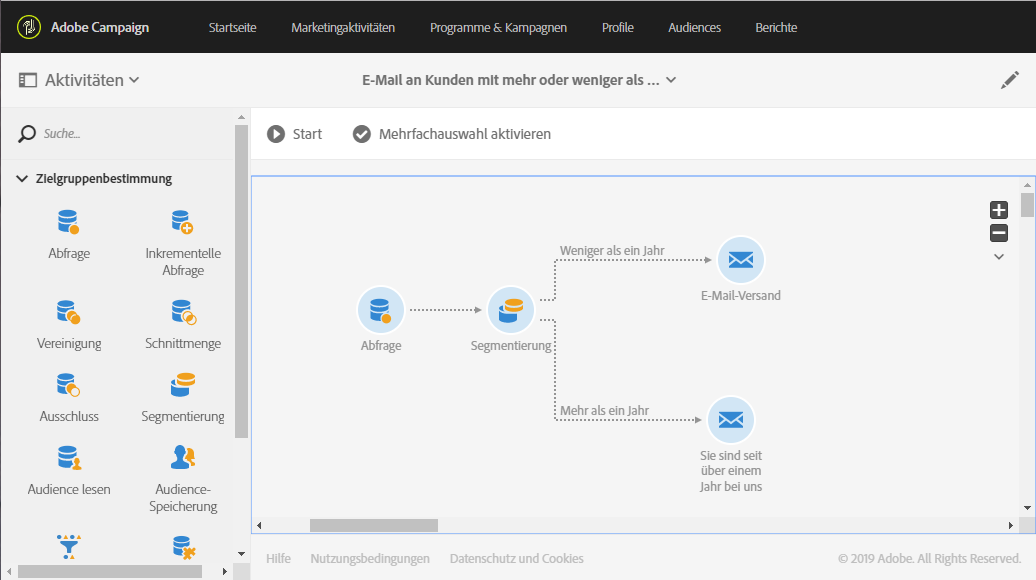 Adobe Campaign
Startseite
Marketingaktivitäten
Programme & Kampagnen
Profile
Audiences
Berichte
Aktivitäten
E-Mail an Kunden mit mehr oder weniger als ...
Suche...
Start
Mehrfachauswahl aktivieren
Zielgruppenbestimmung
Abfrage
Inkrementelle
Abfrage
Vereinigung
Schnittmenge
Ausschluss
Segmentierung
Audience lesen
Audience-
Speicherung
Abfrage
Segmentierung
Weniger als ein Jahr
E-Mail-Versand
Mehr als ein Jahr
Sie sind seit
über einem
Jahr bei uns
Hilfe
Nutzungsbedingungen
Datenschutz und Cookies
© 2019 Adobe. All Rights Reserved.